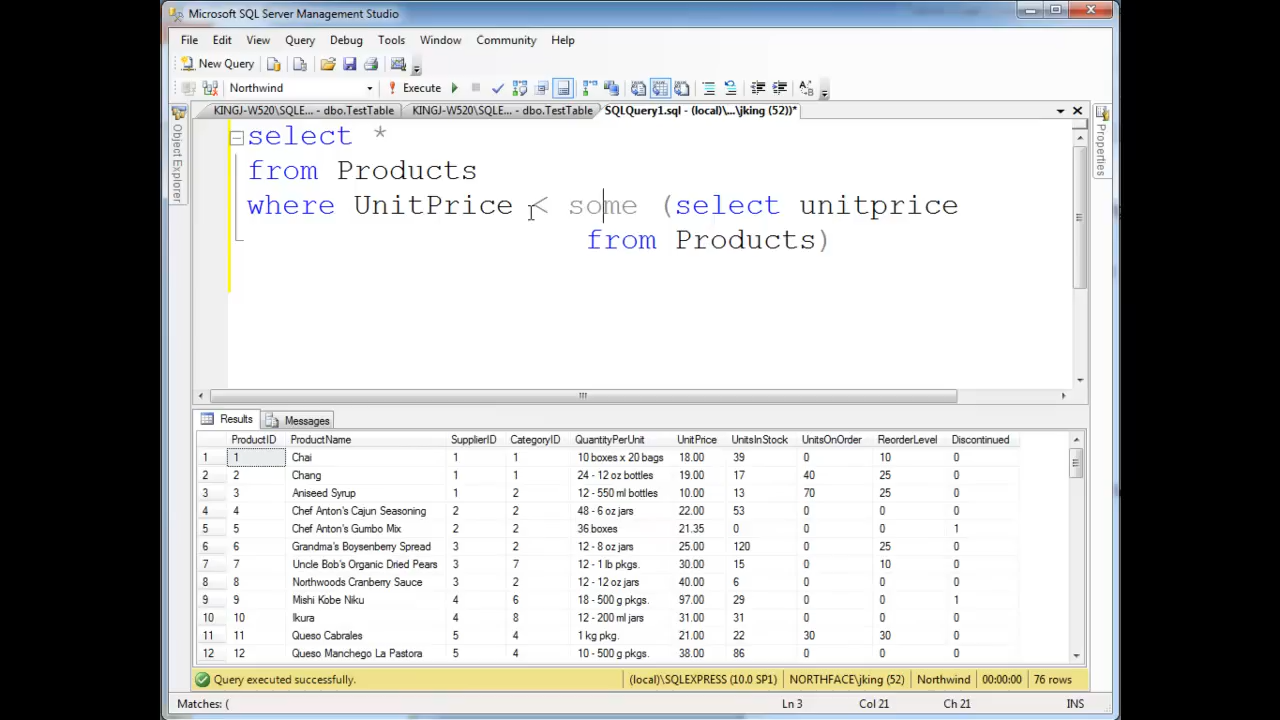 Microsoft SQL Server Management Studio
File Edit View Query Debug Tools Window Community Help
New Query
Northwind Execute
KINGJ-W520\SQLE... - dbo.TestTable KINGJ-W520\SQLE... - dbo.TestTable SQLQuery1.sql - (local)\...\jking (52))*
Object Explorer
Properties
select *
from Products
where UnitPrice < some (select unitprice
from Products)
Results Messages
ProductID ProductName SupplierID CategoryID QuantityPerUnit UnitPrice UnitsInStock UnitsOnOrder ReorderLevel Discontinued
1 1 Chai 1 1 10 boxes x 20 bags 18.00 39 0 10 0
2 2 Chang 1 1 24 - 12 oz bottles 19.00 17 40 25 0
3 3 Aniseed Syrup 1 2 12 - 550 ml bottles 10.00 13 70 25 0
4 4 Chef Anton's Cajun Seasoning 2 2 48 - 6 oz jars 22.00 53 0 0 0
5 5 Chef Anton's Gumbo Mix 2 2 36 boxes 21.35 0 0 0 1
6 6 Grandma's Boysenberry Spread 3 2 12 - 8 oz jars 25.00 120 0 25 0
7 7 Uncle Bob's Organic Dried Pears 3 7 12 - 1 lb pkgs. 30.00 15 0 10 0
8 8 Northwoods Cranberry Sauce 3 2 12 - 12 oz jars 40.00 6 0 0 0
9 9 Mishi Kobe Niku 4 6 18 - 500 g pkgs. 97.00 29 0 0 1
10 10 Ikura 4 8 12 - 200 ml jars 31.00 31 0 0 0
11 11 Queso Cabrales 5 4 1 kg pkg. 21.00 22 30 30 0
12 12 Queso Manchego La Pastora 5 4 10 - 500 g pkgs. 38.00 86 0 0 0
Query executed successfully. (local)\SQLEXPRESS (10.0 SP1) NORTHFACE\jking (52) Northwind 00:00:00 76 rows
Matches: ( Ln 3 Col 21 Ch 21 INS